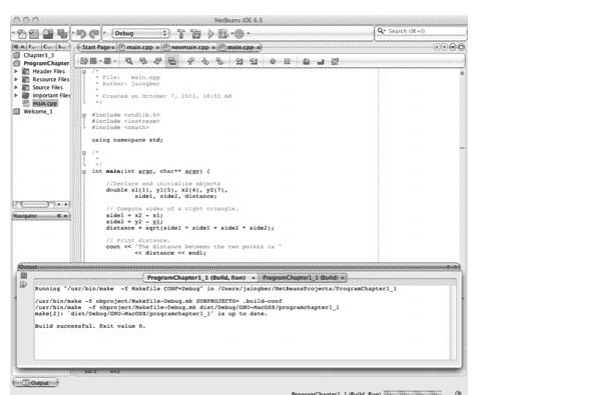 NetBeans IDE 6.5
Debug
Search (⌘+I)
Start Page
main.cpp
newmain.cpp
main.cpp
Chapter1_3
ProgramChapter
Header Files
Resource Files
Source Files
Important Files
main.cpp
Welcome_1
Navigator
/*
* File: main.cpp
* Author: jaingber
*
* Created on October 7, 2011, 10:51 AM
*/
#include <stdlib.h>
#include <iostream>
#include <cmath>
using namespace std;
/*
*
*/
int main(int argc, char** argv) {
//Declare and initialize objects
double x1(1), y1(5), x2(4), y2(7),
side1, side2, distance;
// Compute sides of a right triangle.
side1 = x2 - x1;
side2 = y2 - y1;
distance = sqrt(side1 * side1 + side2 * side2);
// Print distance.
cout << "The distance between the two points is "
<< distance << endl;
Output
ProgramChapter1_1 (Build, Run)
ProgramChapter1_1 (Build)
Running "/usr/bin/make -f Makefile CONF=Debug" in /Users/jaingber/NetBeansProjects/ProgramChapter1_1
/usr/bin/make -f nbproject/Makefile-Debug.mk SUBPROJECTS= .build-conf
/usr/bin/make -f nbproject/Makefile-Debug.mk dist/Debug/GNU-MacOSX/programchapter1_1
make[2]: `dist/Debug/GNU-MacOSX/programchapter1_1' is up to date.
Build successful. Exit value 0.
Output
ProgramChapter1_1 (Build, Run)